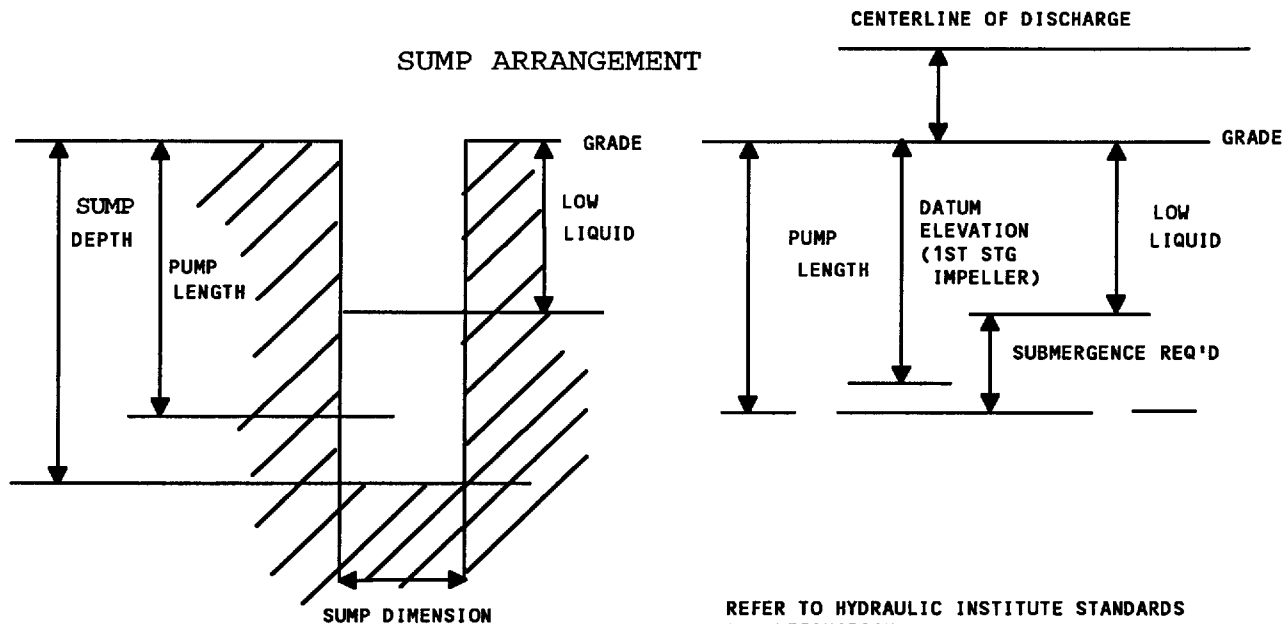 CENTERLINE OF DISCHARGE
SUMP ARRANGEMENT
GRADE
GRADE
SUMP
DEPTH
PUMP
LENGTH
LOW
LIQUID
PUMP
LENGTH
DATUM
ELEVATION
(1ST STG
IMPELLER)
LOW
LIQUID
SUBMERGENCE REQ'D
SUMP DIMENSION
REFER TO HYDRAULIC INSTITUTE STANDARDS